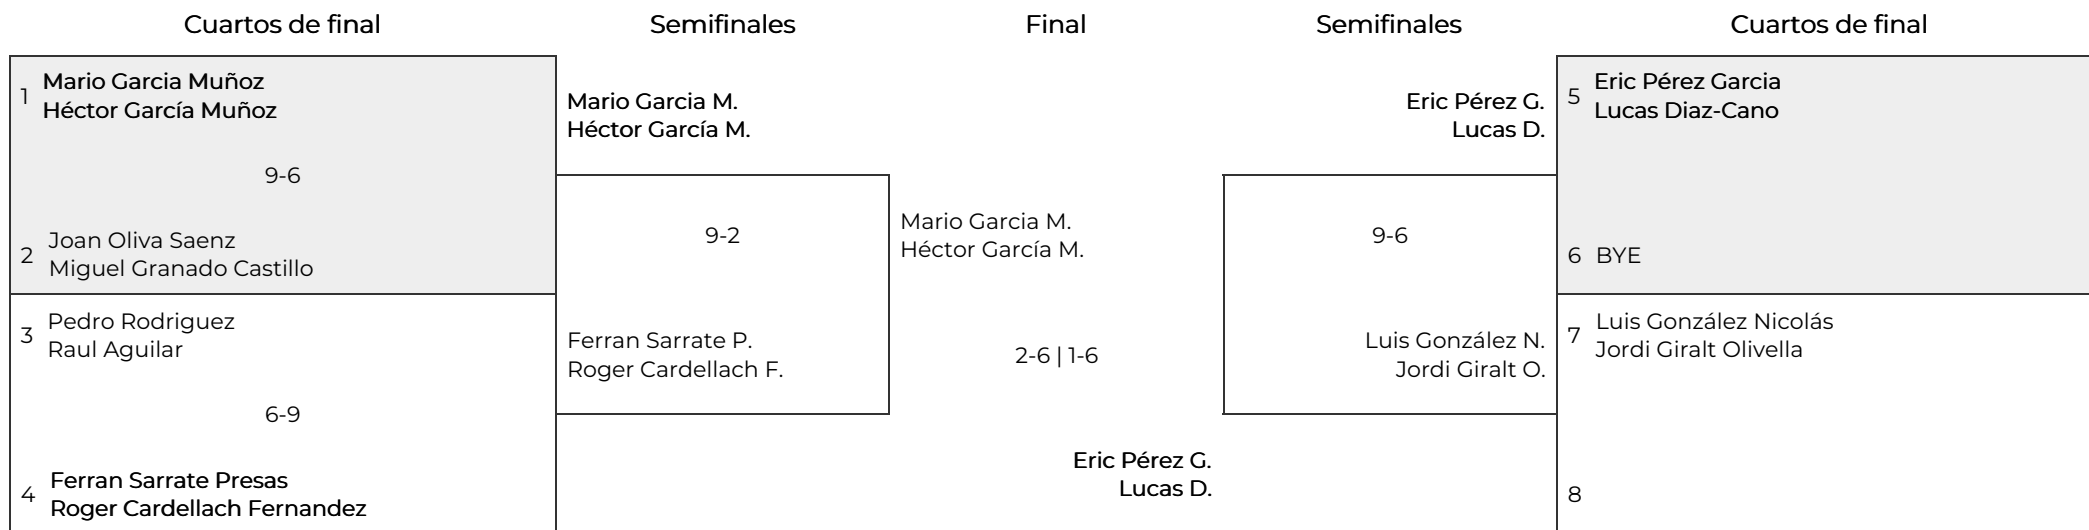 Cuartos de final
Semifinales
Final
Semifinales
Cuartos de final
1
Mario Garcia Muñoz
Héctor García Muñoz
9-6
2
Joan Oliva Saenz
Miguel Granado Castillo
3
Pedro Rodriguez
Raul Aguilar
6-9
4
Ferran Sarrate Presas
Roger Cardellach Fernandez
Mario Garcia M.
Héctor García M.
9-2
Ferran Sarrate P.
Roger Cardellach F.
Mario Garcia M.
Héctor García M.
2-6 | 1-6
Eric Pérez G.
Lucas D.
Eric Pérez G.
Lucas D.
9-6
Luis González N.
Jordi Giralt O.
5
Eric Pérez Garcia
Lucas Diaz-Cano
6 BYE
7
Luis González Nicolás
Jordi Giralt Olivella
8